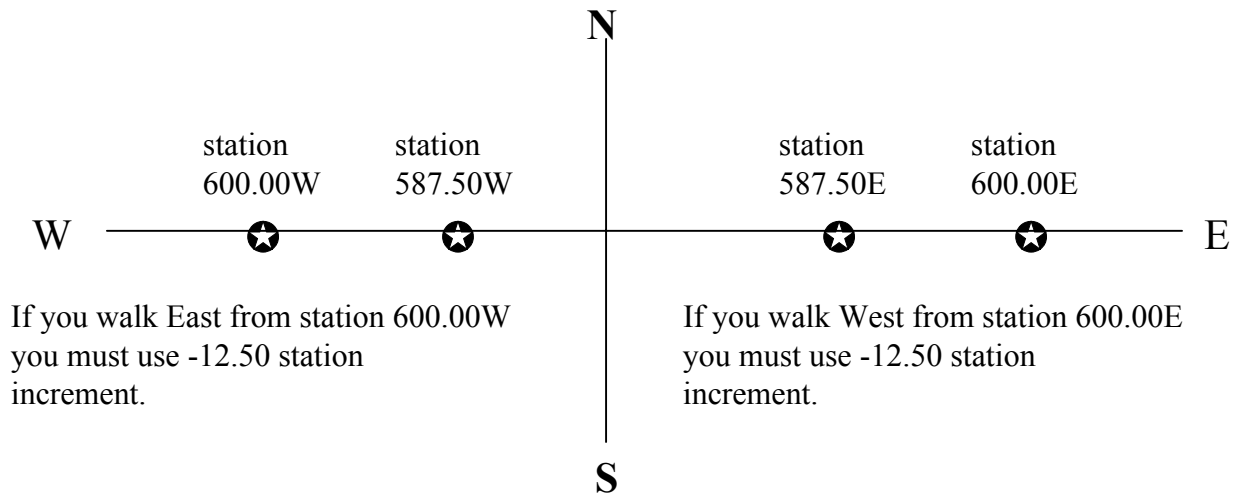 N
station
600.00W
station
587.50W
station
587.50E
station
600.00E
W
E
If you walk East from station 600.00W
you must use -12.50 station
increment.
If you walk West from station 600.00E
you must use -12.50 station
increment.
S